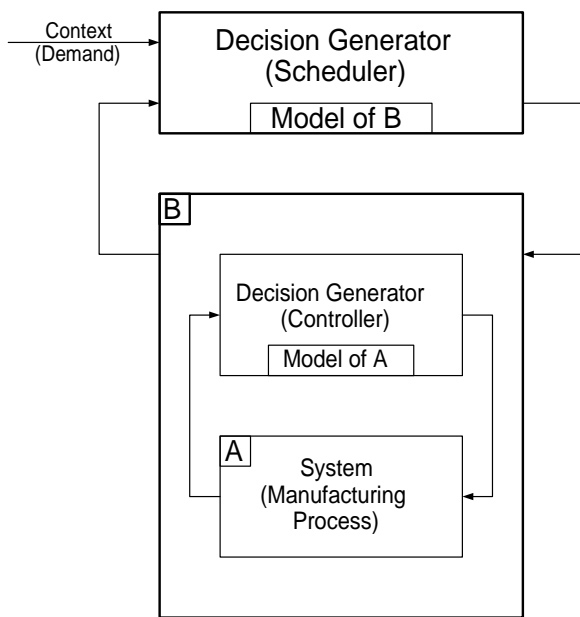 Context
(Demand)
Decision Generator
(Scheduler)
Model of B
B
Decision Generator
(Controller)
Model of A
A
System
(Manufacturing
Process)